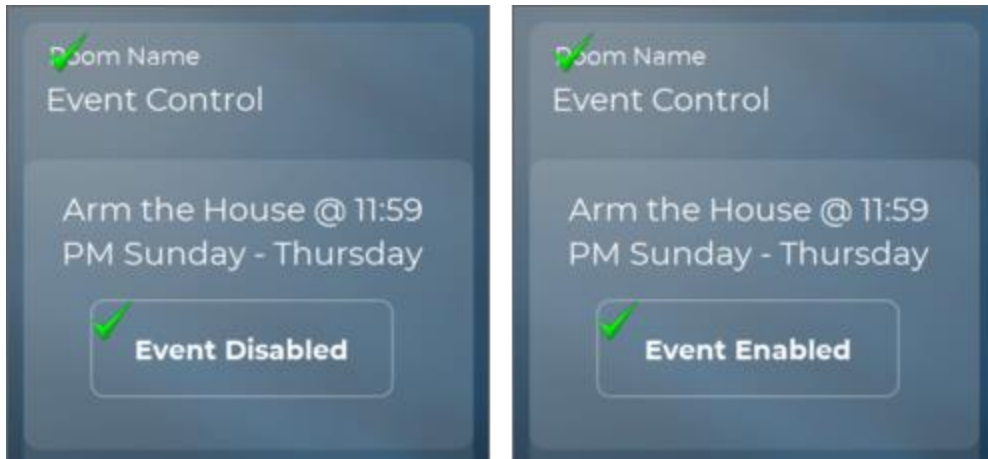 Room Name
Event Control
Arm the House @ 11:59
PM Sunday - Thursday
Event Disabled
Room Name
Event Control
Arm the House @ 11:59
PM Sunday - Thursday
Event Enabled